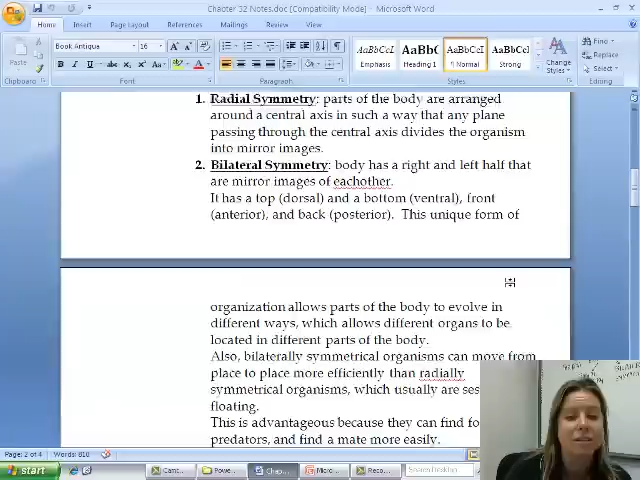 Chapter 32 Notes.doc [Compatibility Mode] - Microsoft Word
Home Insert Page Layout References Mailings Review View
Book Antiqua 16
AaBbCcI AaBbC AaBbCcI AaBbCc
Emphasis Heading 1 ¶ Normal Strong
Change Styles
Find
Replace
Select
Paste
Clipboard Font Paragraph Styles Editing
1. Radial Symmetry: parts of the body are arranged
around a central axis in such a way that any plane
passing through the central axis divides the organism
into mirror images.
2. Bilateral Symmetry: body has a right and left half that
are mirror images of eachother.
It has a top (dorsal) and a bottom (ventral), front
(anterior), and back (posterior). This unique form of
organization allows parts of the body to evolve in
different ways, which allows different organs to be
located in different parts of the body.
Also, bilaterally symmetrical organisms can move from
place to place more efficiently than radially
symmetrical organisms, which usually are
floating.
This is advantageous because they can find
predators, and find a mate more easily.
Page: 2 of 4 Words: 810
start Camt Powe Chap Micro Reco Search Desktop